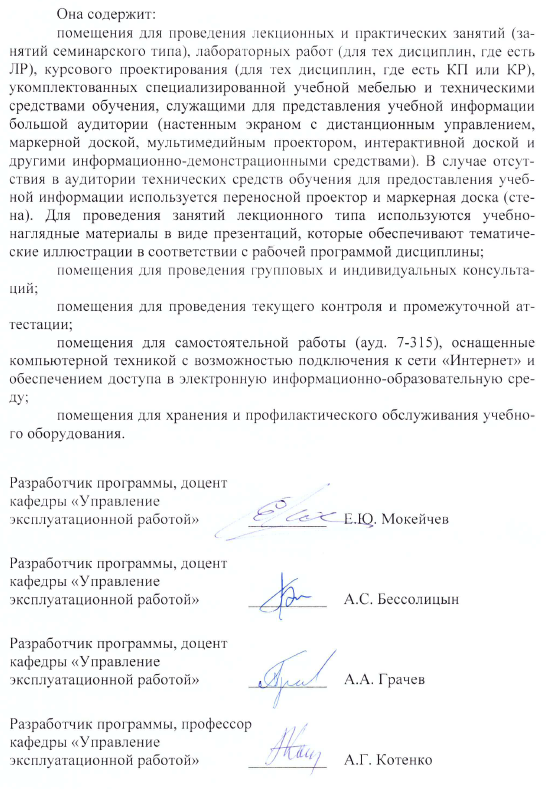 Она содержит:
помещения для проведения лекционных и практических занятий (за-
нятий семинарского типа), лабораторных работ (для тех дисциплин, где есть
ЛР), курсового проектирования (для тех дисциплин, где есть КП или КР),
укомплектованных специализированной учебной мебелью и техническими
средствами обучения, служащими для представления учебной информации
большой аудитории (настенным экраном с дистанционным управлением,
маркерной доской, мультимедийным проектором, интерактивной доской и
другими информационно-демонстрационными средствами). В случае отсут-
ствия в аудитории технических средств обучения для предоставления учеб-
ной информации используется переносной проектор и маркерная доска (сте-
на). Для проведения занятий лекционного типа используются учебно-
наглядные материалы в виде презентаций, которые обеспечивают тематиче-
ские иллюстрации в соответствии с рабочей программой дисциплины;
помещения для проведения групповых и индивидуальных консульта-
ций;
помещения для проведения текущего контроля и промежуточной ат-
тестации;
помещения для самостоятельной работы (ауд. 7-315), оснащенные
компьютерной техникой с возможностью подключения к сети «Интернет» и
обеспечением доступа в электронную информационно-образовательную сре-
ду;
помещения для хранения и профилактического обслуживания учебно-
го оборудования.
Разработчик программы, доцент
кафедры «Управление
эксплуатационной работой» Е.Ю. Мокейчев
Разработчик программы, доцент
кафедры «Управление
эксплуатационной работой» А.С. Бессолицын
Разработчик программы, доцент
кафедры «Управление
эксплуатационной работой» А.А. Грачев
Разработчик программы, профессор
кафедры «Управление
эксплуатационной работой» А.Г. Котенко